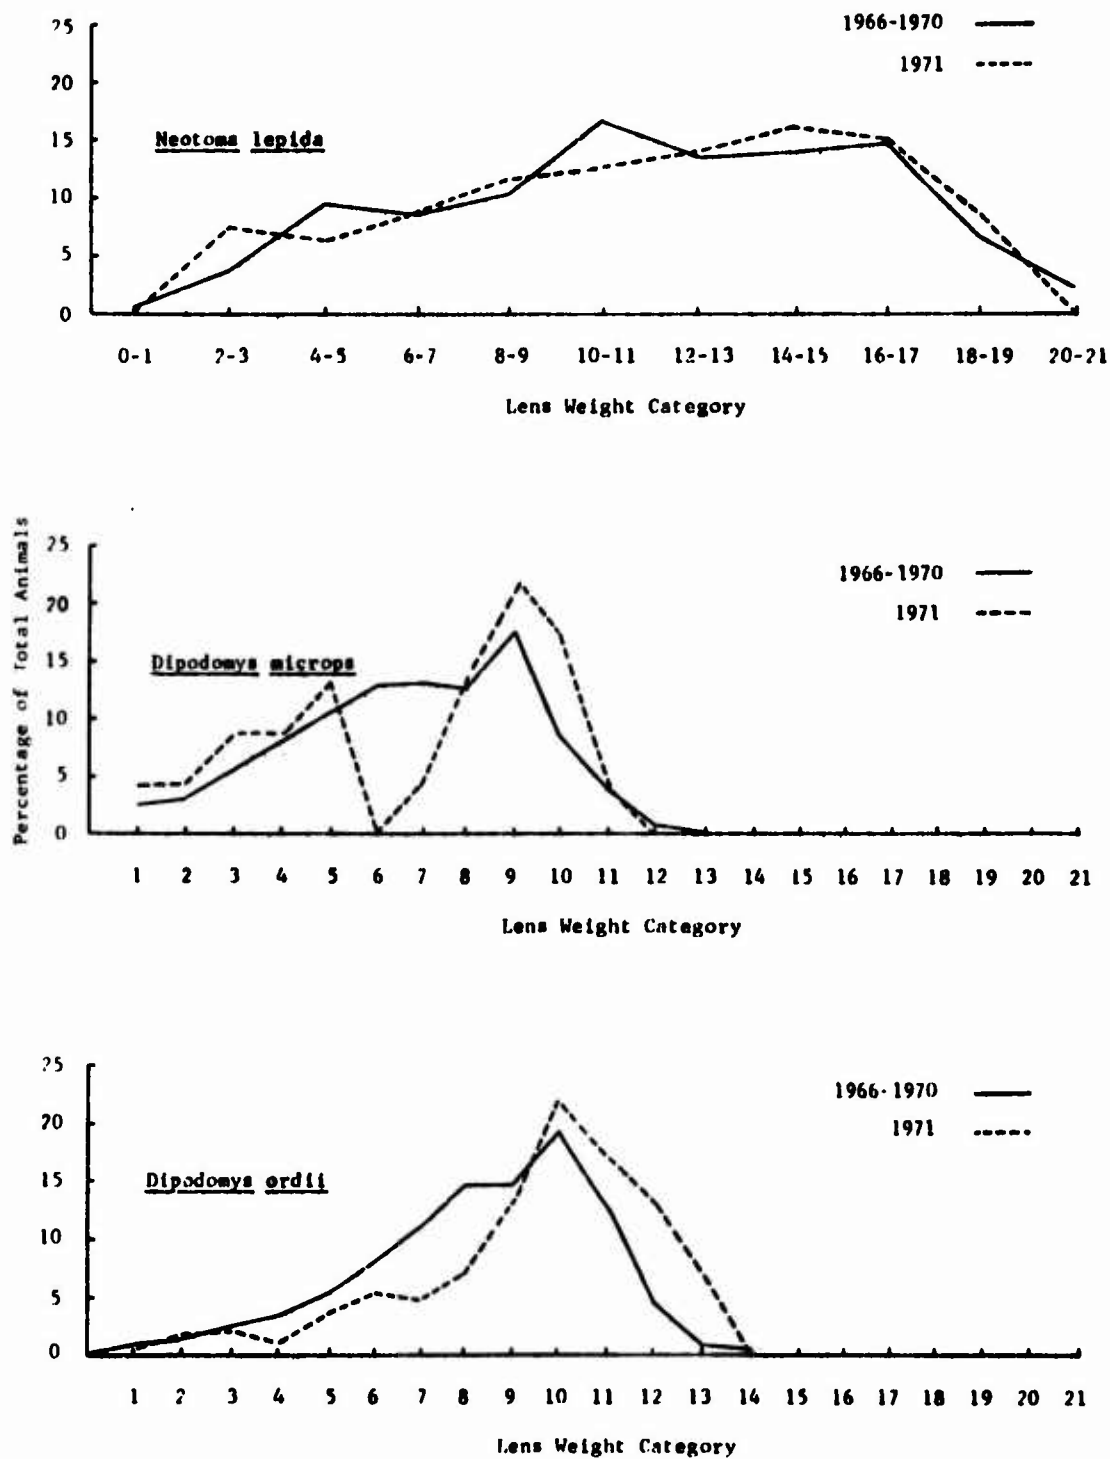 25
1966-1970
1971
20
15
Neotoma lepida
10
5
0
0-1 2-3 4-5 6-7 8-9 10-11 12-13 14-15 16-17 18-19 20-21
Lens Weight Category
Percentage of Total Animals
25
1966-1970
20
1971
15
Dipodomys microps
10
5
0
1 2 3 4 5 6 7 8 9 10 11 12 13 14 15 16 17 18 19 20 21
Lens Weight Category
25
1966-1970
20
1971
15
Dipodomys ordii
10
5
0
1 2 3 4 5 6 7 8 9 10 11 12 13 14 15 16 17 18 19 20 21
Lens Weight Category